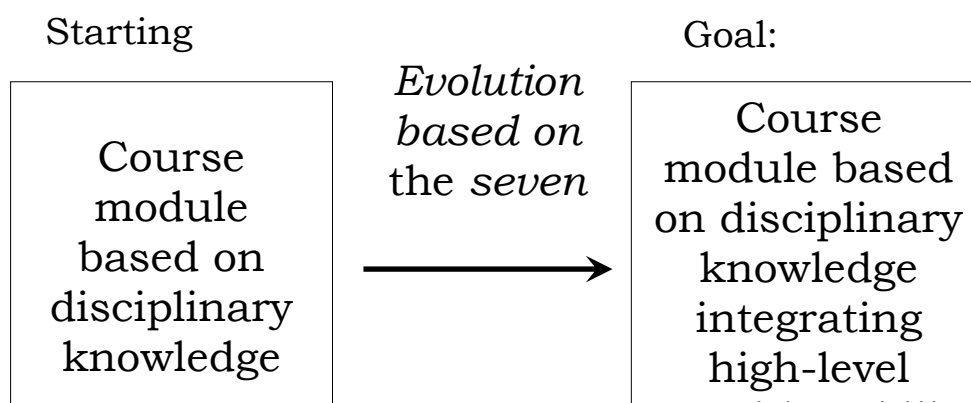 Starting
Course
module
based on
disciplinary
knowledge
Evolution
based on
the seven
Goal:
Course
module based
on disciplinary
knowledge
integrating
high-level